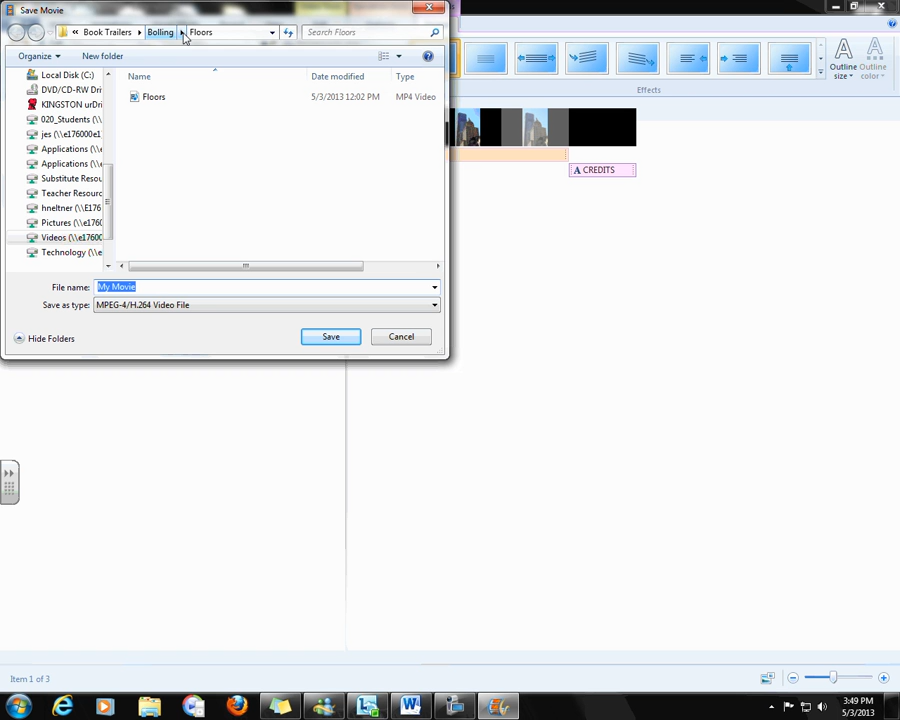 Save Movie
« Book Trailers Bolling Floors
Search Floors
Organize New folder
Name Date modified Type
Floors 5/3/2013 12:02 PM MP4 Video
Local Disk (C:)
DVD/CD-RW Dri
KINGSTON urDri
020_Students (\\
jes (\\e176000e1
Applications (\\
Applications (\\
Substitute Resou
Teacher Resourc
hneltner (\\E176
Pictures (\\e1760
Videos (\\e17600
Technology (\\e
File name: My Movie
Save as type: MPEG-4/H.264 Video File
Hide Folders
Save Cancel
Outline size
Outline color
Effects
A CREDITS
Item 1 of 3
3:49 PM
5/3/2013